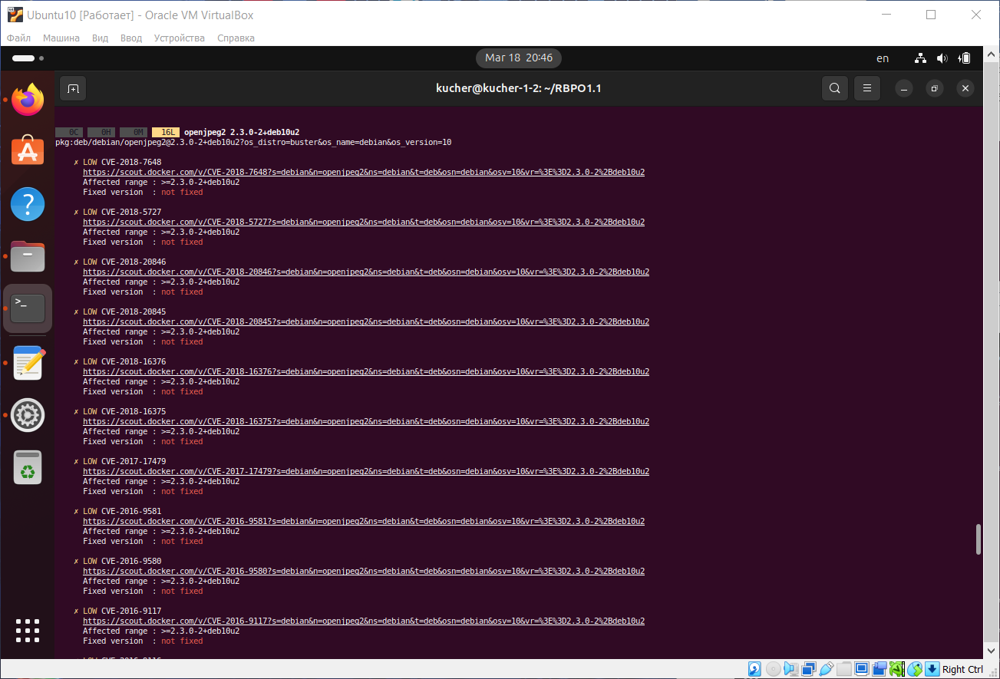 Ubuntu10 [Работает] - Oracle VM VirtualBox
Файл Машина Вид Ввод Устройства Справка
Mar 18 20:46
en
kucher@kucher-1-2: ~/RBPO1.1
0C 0H 0M 16L openjpeg2 2.3.0-2+deb10u2
pkg:deb/debian/openjpeg2@2.3.0-2+deb10u2?os_distro=buster&os_name=debian&os_version=10
✗ LOW CVE-2018-7648
https://scout.docker.com/v/CVE-2018-7648?s=debian&n=openjpeg2&ns=debian&t=deb&osn=debian&osv=10&vr=%3E%3D2.3.0-2%2Bdeb10u2
Affected range : >=2.3.0-2+deb10u2
Fixed version : not fixed
✗ LOW CVE-2018-5727
https://scout.docker.com/v/CVE-2018-5727?s=debian&n=openjpeg2&ns=debian&t=deb&osn=debian&osv=10&vr=%3E%3D2.3.0-2%2Bdeb10u2
Affected range : >=2.3.0-2+deb10u2
Fixed version : not fixed
✗ LOW CVE-2018-20846
https://scout.docker.com/v/CVE-2018-20846?s=debian&n=openjpeg2&ns=debian&t=deb&osn=debian&osv=10&vr=%3E%3D2.3.0-2%2Bdeb10u2
Affected range : >=2.3.0-2+deb10u2
Fixed version : not fixed
✗ LOW CVE-2018-20845
https://scout.docker.com/v/CVE-2018-20845?s=debian&n=openjpeg2&ns=debian&t=deb&osn=debian&osv=10&vr=%3E%3D2.3.0-2%2Bdeb10u2
Affected range : >=2.3.0-2+deb10u2
Fixed version : not fixed
✗ LOW CVE-2018-16376
https://scout.docker.com/v/CVE-2018-16376?s=debian&n=openjpeg2&ns=debian&t=deb&osn=debian&osv=10&vr=%3E%3D2.3.0-2%2Bdeb10u2
Affected range : >=2.3.0-2+deb10u2
Fixed version : not fixed
✗ LOW CVE-2018-16375
https://scout.docker.com/v/CVE-2018-16375?s=debian&n=openjpeg2&ns=debian&t=deb&osn=debian&osv=10&vr=%3E%3D2.3.0-2%2Bdeb10u2
Affected range : >=2.3.0-2+deb10u2
Fixed version : not fixed
✗ LOW CVE-2017-17479
https://scout.docker.com/v/CVE-2017-17479?s=debian&n=openjpeg2&ns=debian&t=deb&osn=debian&osv=10&vr=%3E%3D2.3.0-2%2Bdeb10u2
Affected range : >=2.3.0-2+deb10u2
Fixed version : not fixed
✗ LOW CVE-2016-9581
https://scout.docker.com/v/CVE-2016-9581?s=debian&n=openjpeg2&ns=debian&t=deb&osn=debian&osv=10&vr=%3E%3D2.3.0-2%2Bdeb10u2
Affected range : >=2.3.0-2+deb10u2
Fixed version : not fixed
✗ LOW CVE-2016-9580
https://scout.docker.com/v/CVE-2016-9580?s=debian&n=openjpeg2&ns=debian&t=deb&osn=debian&osv=10&vr=%3E%3D2.3.0-2%2Bdeb10u2
Affected range : >=2.3.0-2+deb10u2
Fixed version : not fixed
✗ LOW CVE-2016-9117
https://scout.docker.com/v/CVE-2016-9117?s=debian&n=openjpeg2&ns=debian&t=deb&osn=debian&osv=10&vr=%3E%3D2.3.0-2%2Bdeb10u2
Affected range : >=2.3.0-2+deb10u2
Fixed version : not fixed
Right Ctrl